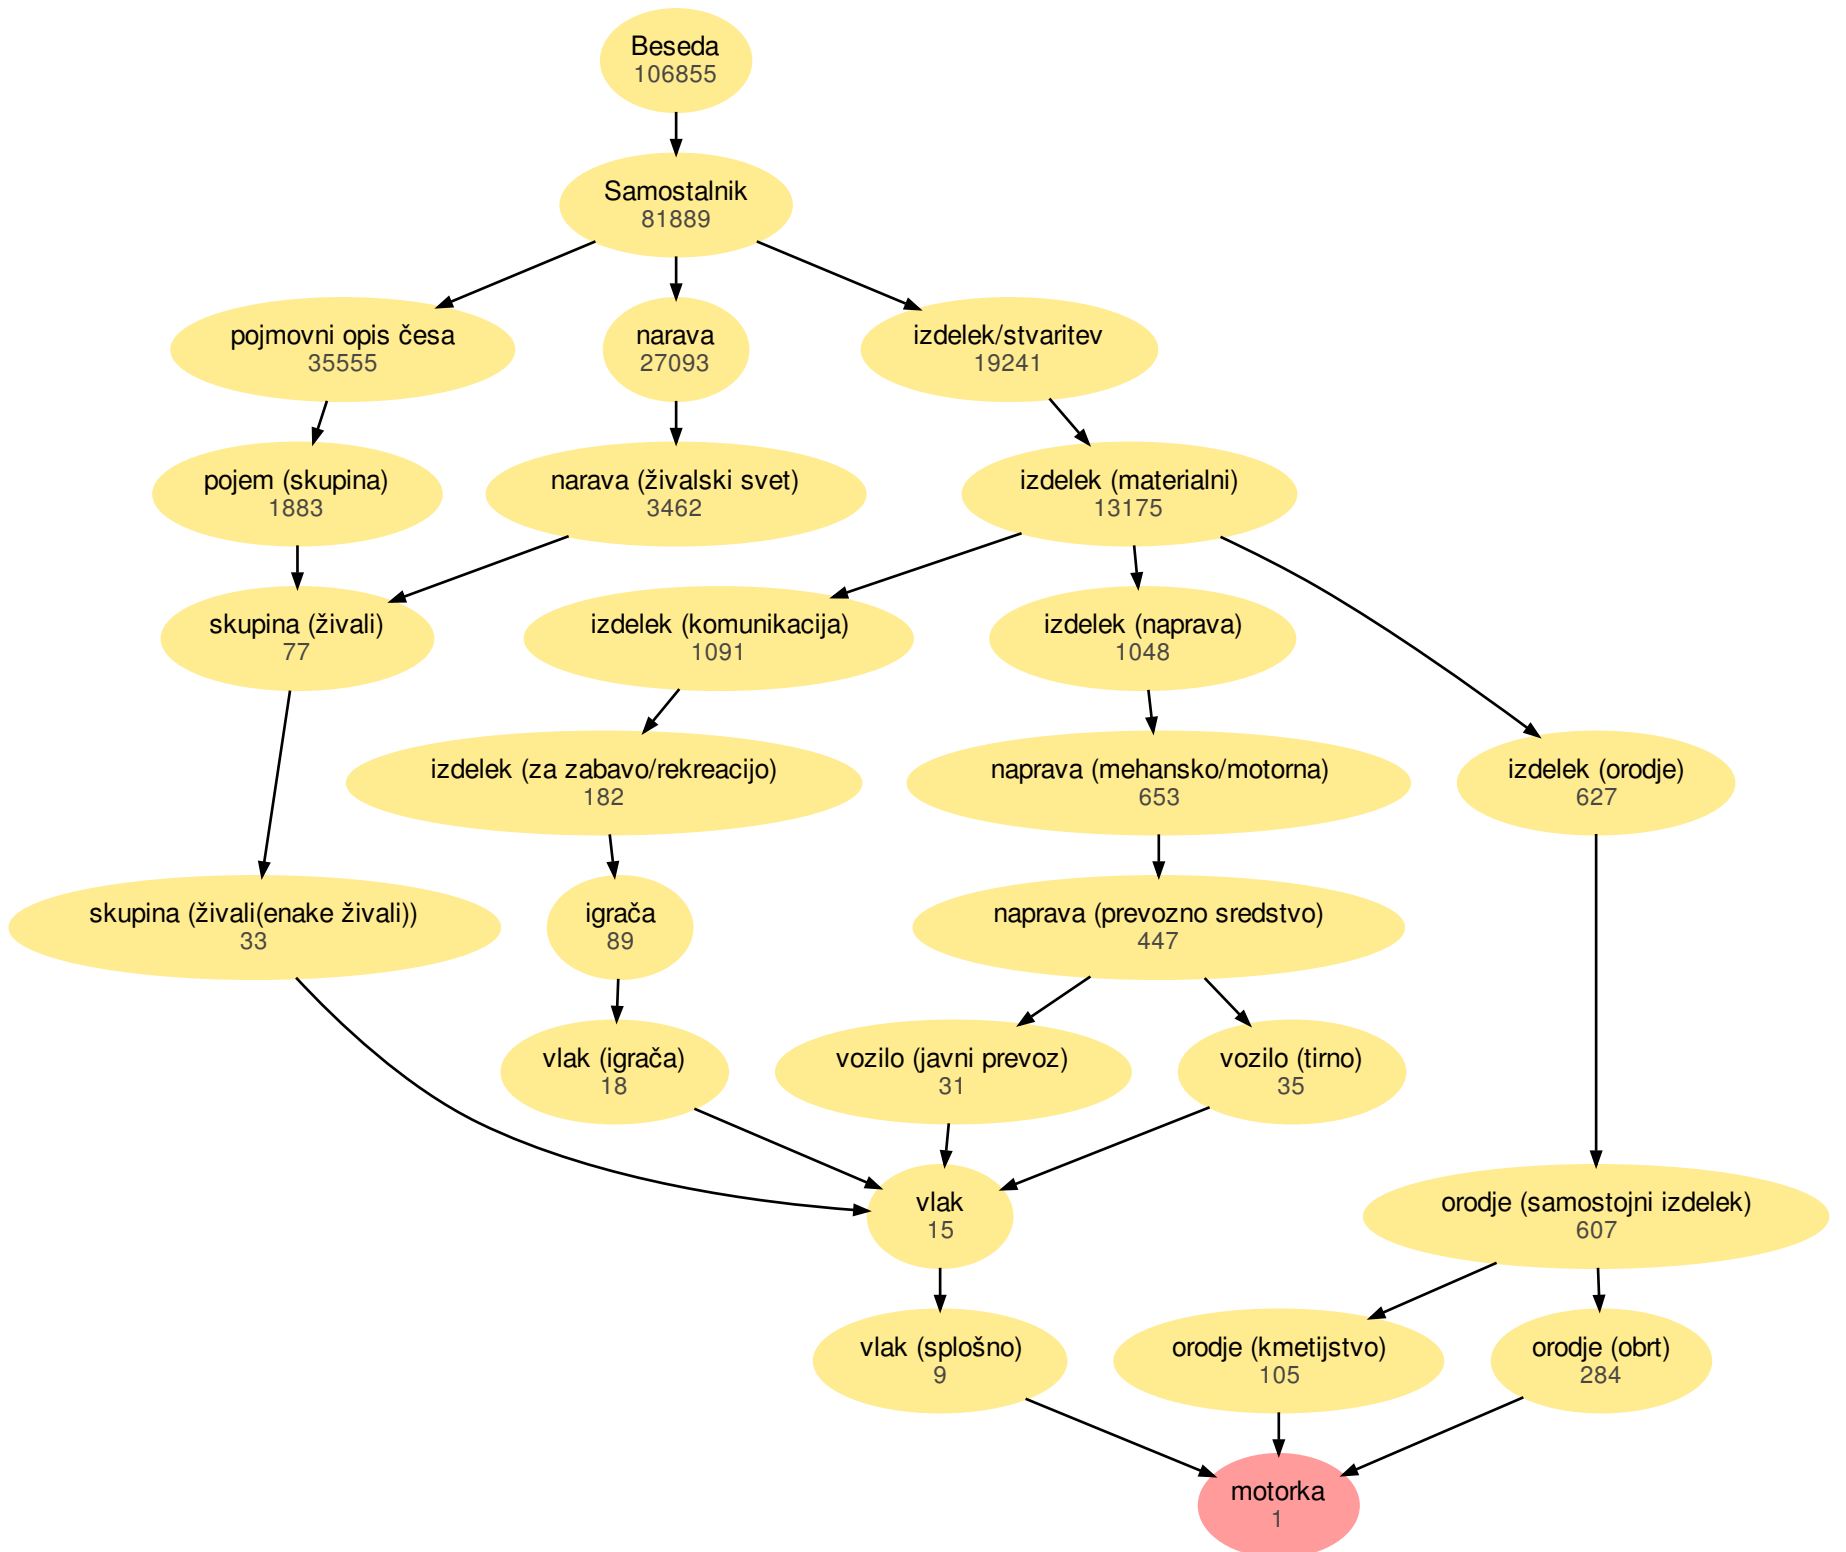 Beseda
106855
Samostalnik
81889
pojmovni opis česa
35555
narava
27093
izdelek/stvaritev
19241
pojem (skupina)
1883
narava (živalski svet)
3462
izdelek (materialni)
13175
skupina (živali)
77
izdelek (komunikacija)
1091
izdelek (naprava)
1048
izdelek (za zabavo/rekreacijo)
182
naprava (mehansko/motorna)
653
izdelek (orodje)
627
skupina (živali(enake živali))
33
igrača
89
naprava (prevozno sredstvo)
447
vlak (igrača)
18
vozilo (javni prevoz)
31
vozilo (tirno)
35
vlak
15
orodje (samostojni izdelek)
607
vlak (splošno)
9
orodje (kmetijstvo)
105
orodje (obrt)
284
motorka
1